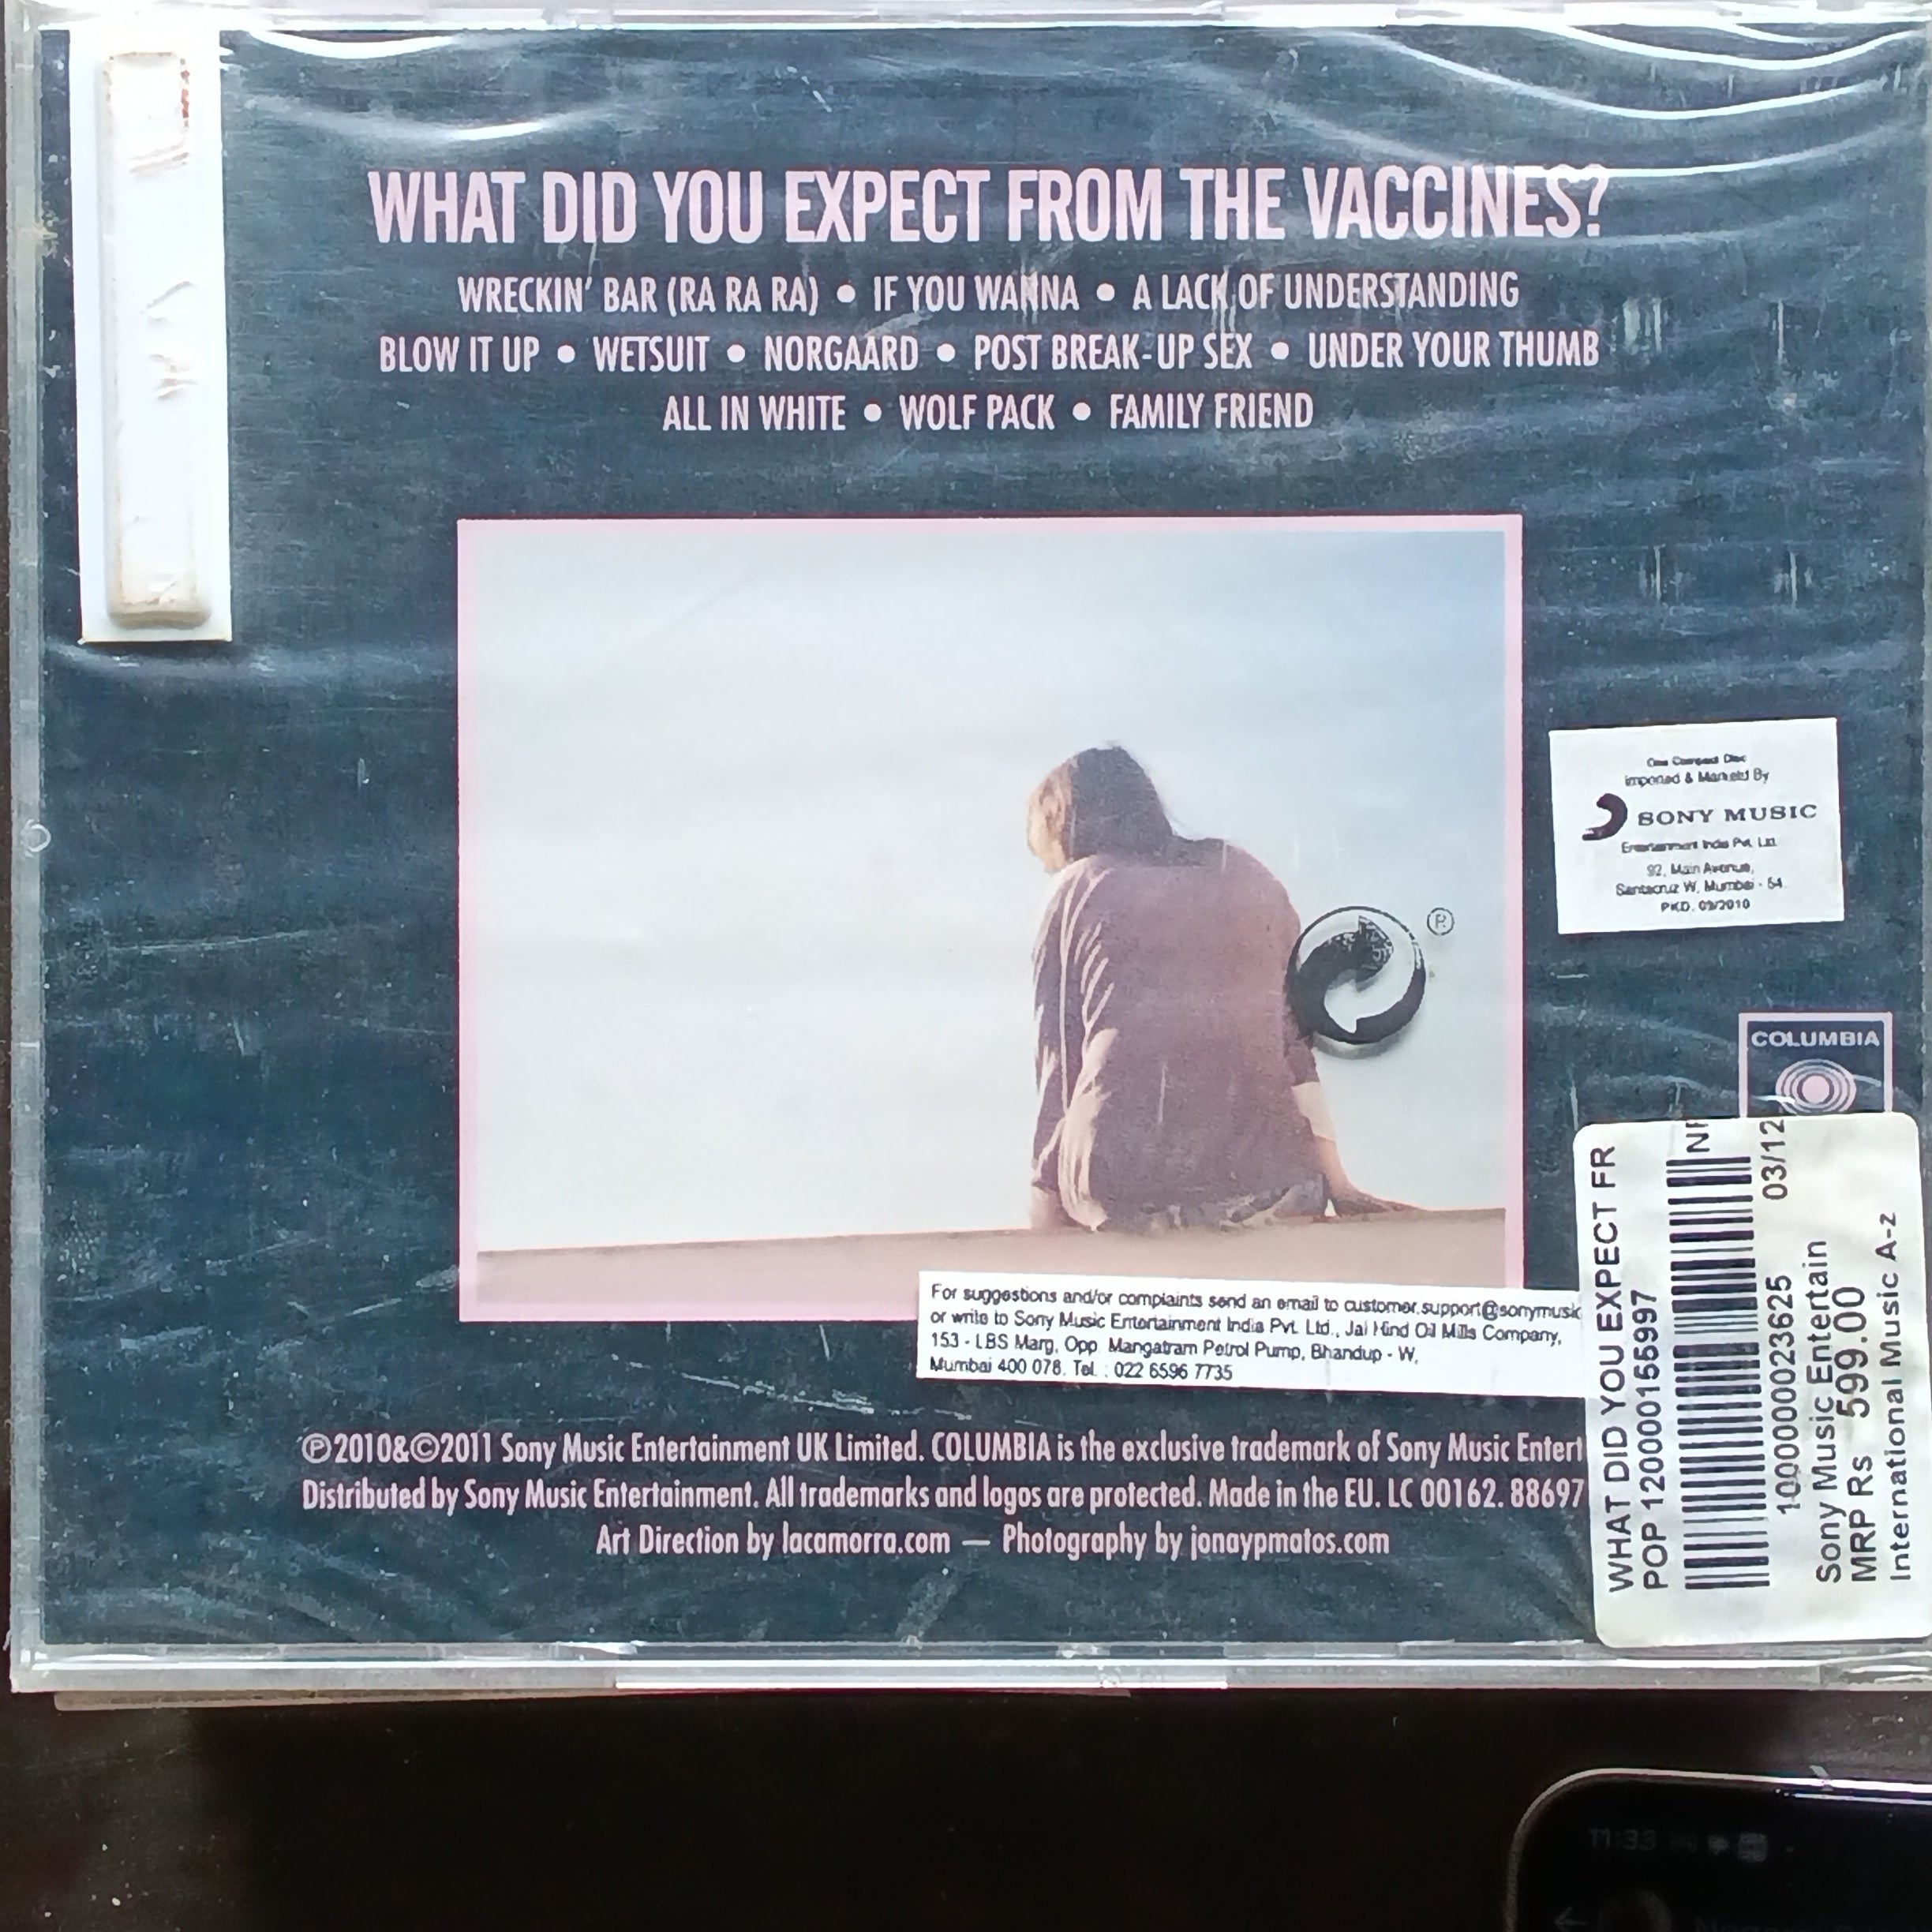 WHAT DID YOU EXPECT FROM THE VACCINES?
WRECKIN' BAR (RA RA RA) • IF YOU WANNA • A LACK OF UNDERSTANDING
BLOW IT UP • WETSUIT • NORGAARD • POST BREAK-UP SEX • UNDER YOUR THUMB
ALL IN WHITE • WOLF PACK • FAMILY FRIEND
One Compact Disc
Imported & Marketed By
SONY MUSIC
Entertainment India Pvt. Ltd.
92, Main Avenue,
Santacruz W, Mumbai - 54
PKD. 09/2010
®
COLUMBIA
For suggestions and/or complaints send an email to customer.support@sonymusic
or write to Sony Music Entertainment India Pvt. Ltd., Jai Hind Oil Mills Company,
153 - LBS Marg, Opp. Mangatram Petrol Pump, Bhandup - W,
Mumbai 400 078. Tel. : 022 6596 7735
℗2010&©2011 Sony Music Entertainment UK Limited. COLUMBIA is the exclusive trademark of Sony Music Entert
Distributed by Sony Music Entertainment. All trademarks and logos are protected. Made in the EU. LC 00162. 88697
Art Direction by lacamorra.com — Photography by jonaypmatos.com
WHAT DID YOU EXPECT FR
POP 120000155997
03/12
1000000023625
Sony Music Entertain
MRP Rs 599.00
International Music A-z
11:33